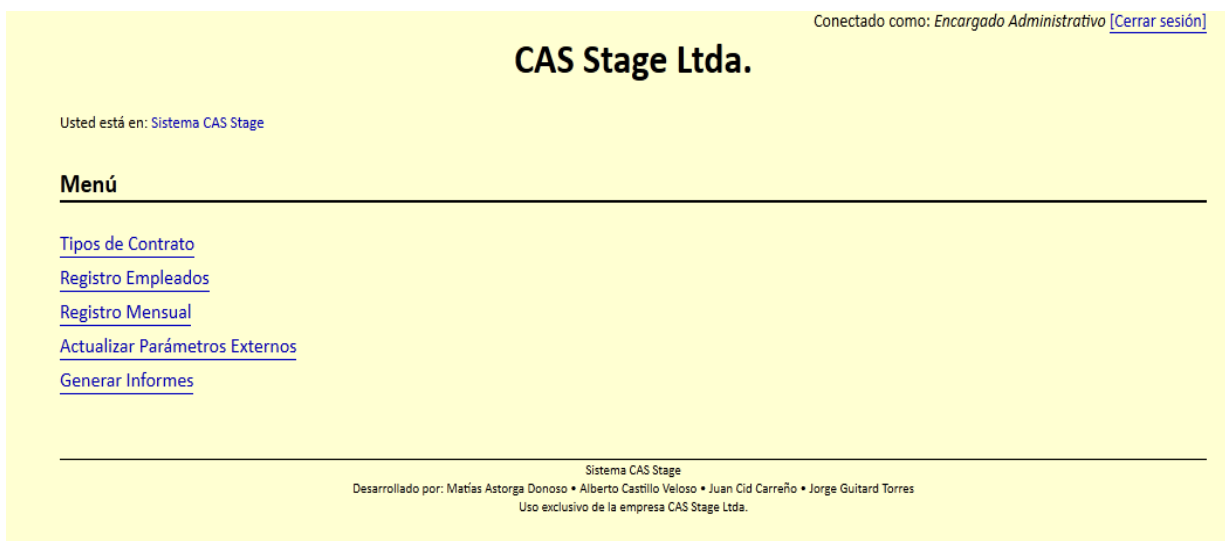 Conectado como: Encargado Administrativo [Cerrar sesión]
CAS Stage Ltda.
Usted está en: Sistema CAS Stage
Menú
Tipos de Contrato
Registro Empleados
Registro Mensual
Actualizar Parámetros Externos
Generar Informes
Sistema CAS Stage
Desarrollado por: Matías Astorga Donoso • Alberto Castillo Veloso • Juan Cid Carreño • Jorge Guitard Torres
Uso exclusivo de la empresa CAS Stage Ltda.